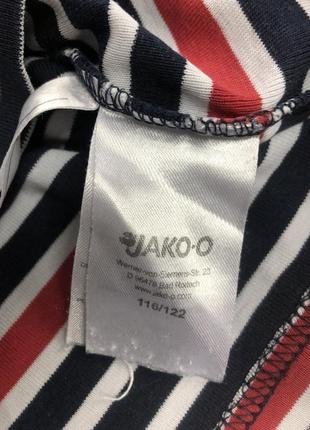 JAKO-O
Werner-von-Siemens-Str. 23
D 96476 Bad Rodach
www.jako-o.com
116/122